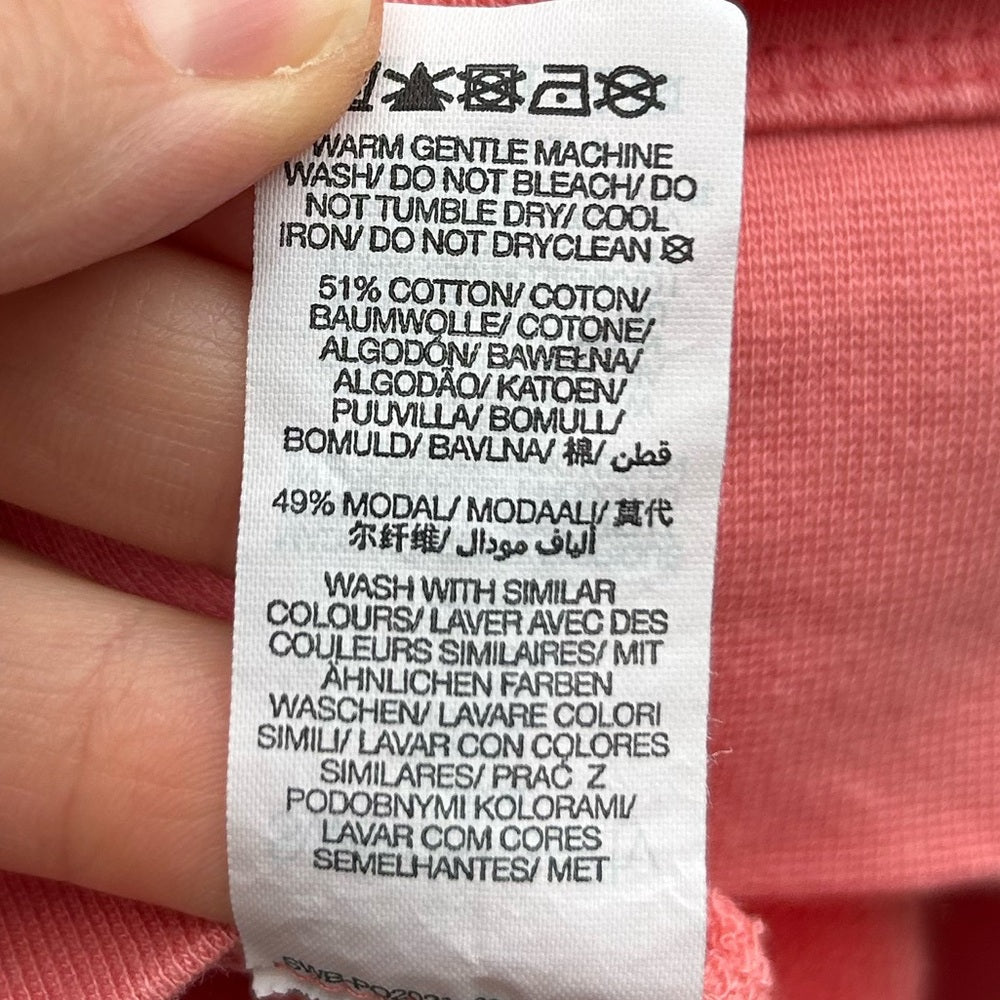 WARM GENTLE MACHINE
WASH/ DO NOT BLEACH/ DO
NOT TUMBLE DRY/ COOL
IRON/ DO NOT DRYCLEAN
51% COTTON/ COTON/
BAUMWOLLE/ COTONE/
ALGODÓN/ BAWEŁNA/
ALGODÃO/ KATOEN/
PUUVILLA/ BOMULL/
BOMULD/ BAVLNA/ 棉/ قطن
49% MODAL/ MODAALI/ 莫代
尔纤维/ ألياف مودال
WASH WITH SIMILAR
COLOURS/ LAVER AVEC DES
COULEURS SIMILAIRES/ MIT
ÄHNLICHEN FARBEN
WASCHEN/ LAVARE COLORI
SIMILI/ LAVAR CON COLORES
SIMILARES/ PRAĆ Z
PODOBNYMI KOLORAMI/
LAVAR COM CORES
SEMELHANTES/ MET